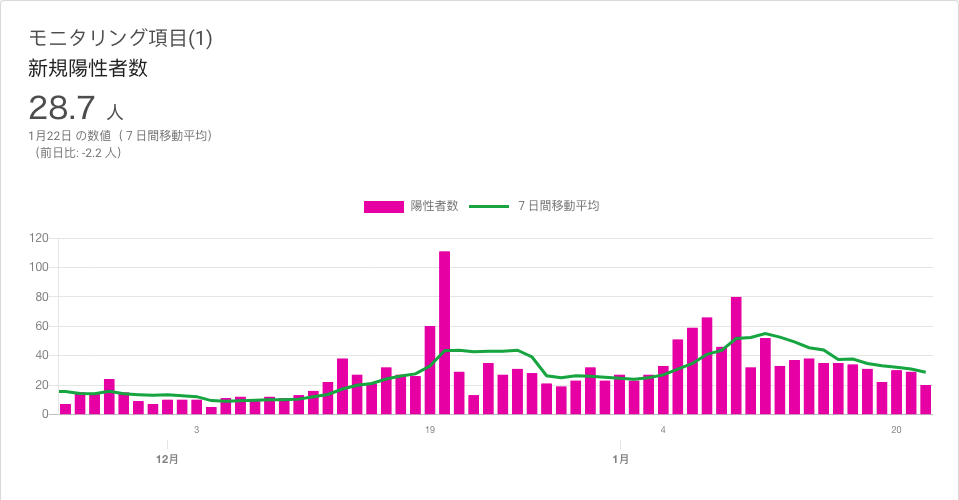 モニタリング項目(1)
新規陽性者数
28.7 人
1月22日 の数値（７日間移動平均）
（前日比: -2.2 人）
陽性者数 ７日間移動平均
120
100
80
60
40
20
0
3 19 4 20
12月 1月